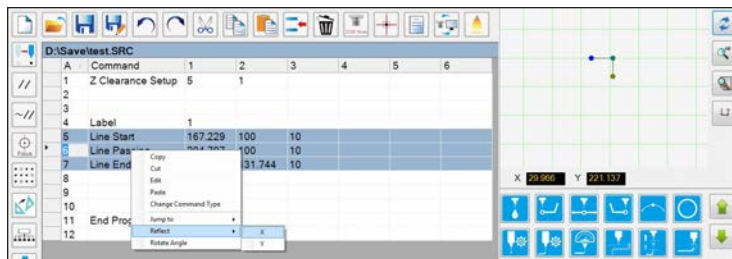 D:\Save\test.SRC
A Command 1 2 3 4 5 6
1 Z Clearance Setup 5 1
2
3
4 Label 1
5 Line Start 167.229 100 10
6 Line Passing 100 10
7 Line End 131.744 10
8
9
10
11 End Prog
12
Copy
Cut
Edit
Paste
Change Command Type
Jump to
Reflect
Rotate Angle
X
Y
X 29.966 Y 221.137